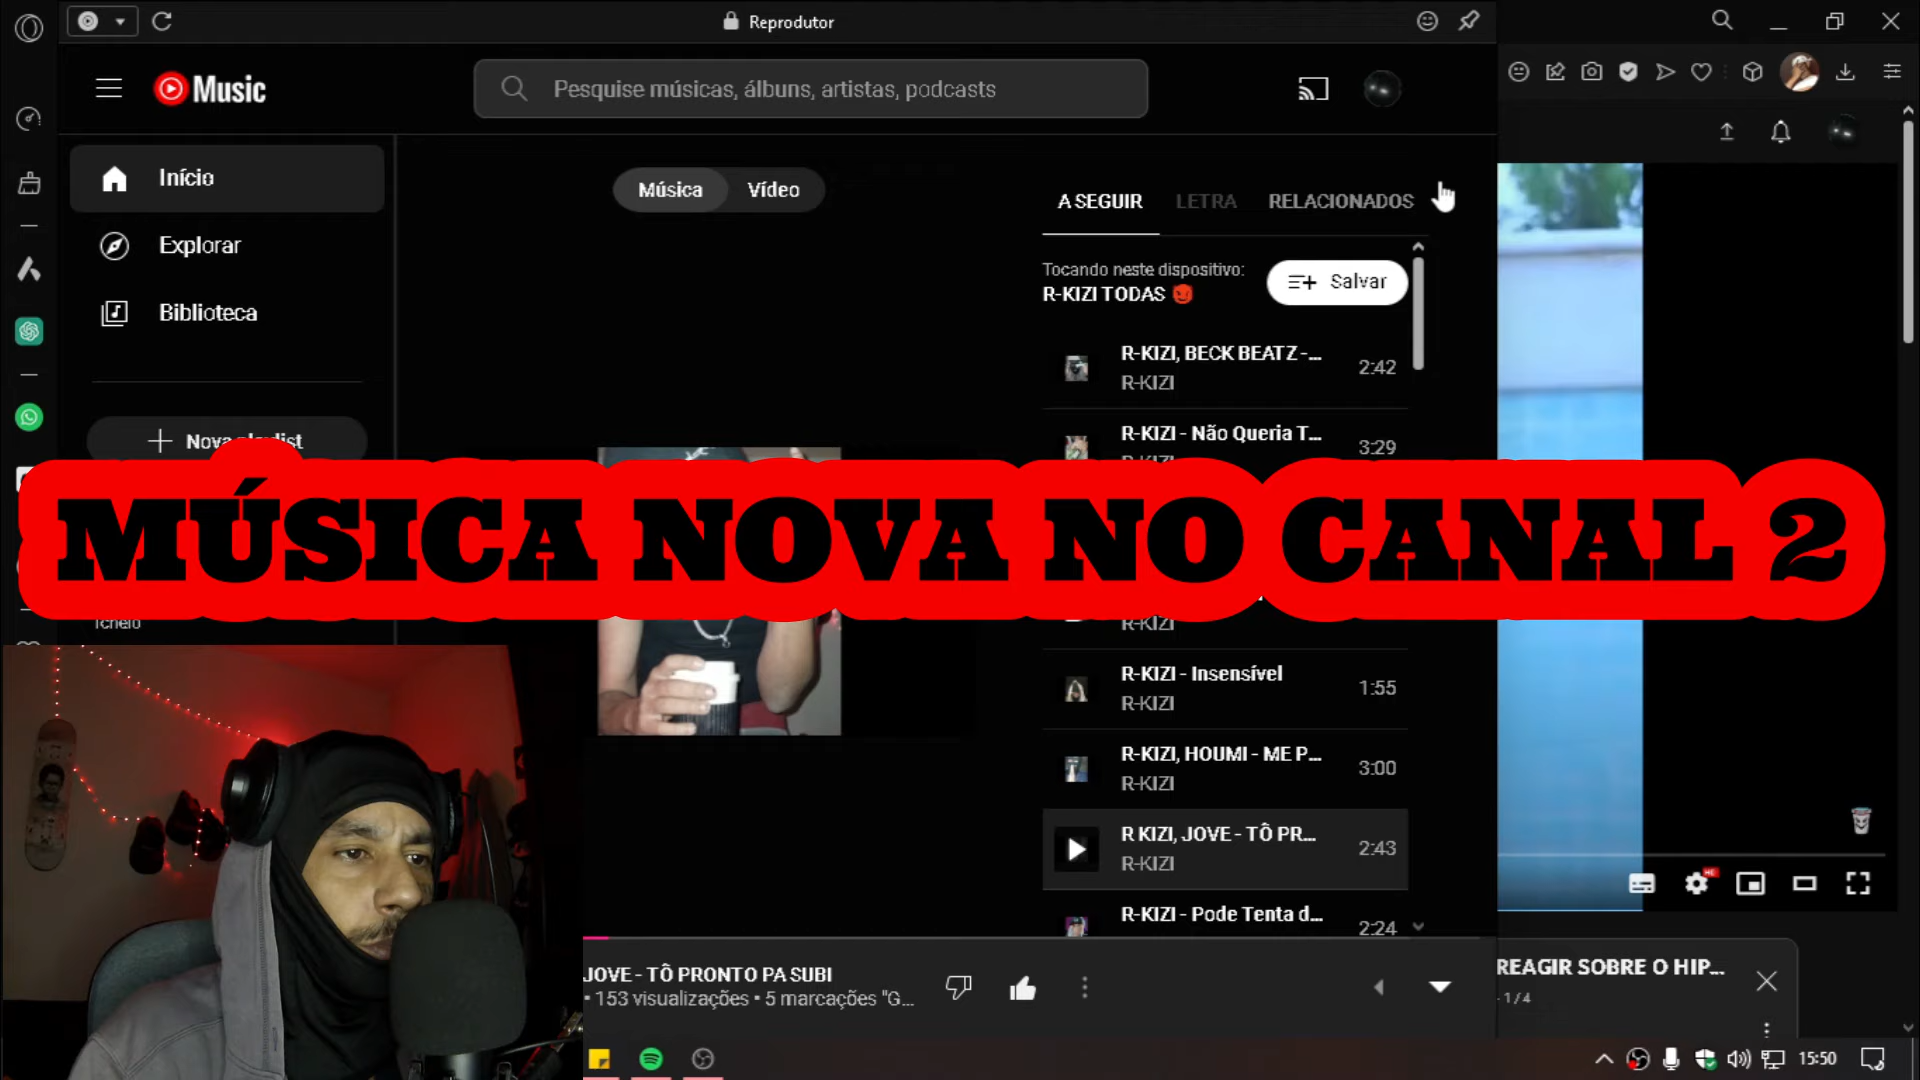 Reprodutor
Music
Pesquise músicas, álbuns, artistas, podcasts
Início
Explorar
Biblioteca
Nova playlist
Música
Vídeo
A SEGUIR
LETRA
RELACIONADOS
Tocando neste dispositivo:
R-KIZI TODAS
Salvar
R-KIZI, BECK BEATZ -...
R-KIZI
2:42
R-KIZI - Não Queria T...
R-KIZI
3:29
MÚSICA NOVA NO CANAL 2
R-KIZI
R-KIZI - Insensível
R-KIZI
1:55
R-KIZI, HOUMI - ME P...
R-KIZI
3:00
R KIZI, JOVE - TÔ PR...
R-KIZI
2:43
R-KIZI - Pode Tenta d...
2:24
JOVE - TÔ PRONTO PA SUBI
• 153 visualizações • 5 marcações "G...
REAGIR SOBRE O HIP...
- 1/4
15:50